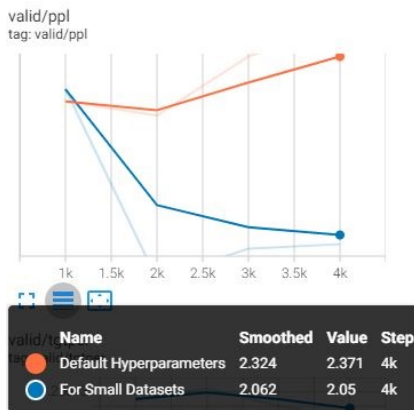 valid/ppl
tag: valid/ppl
1k 1.5k 2k 2.5k 3k 3.5k 4k
Name Smoothed Value Step
Default Hyperparameters 2.324 2.371 4k
For Small Datasets 2.062 2.05 4k